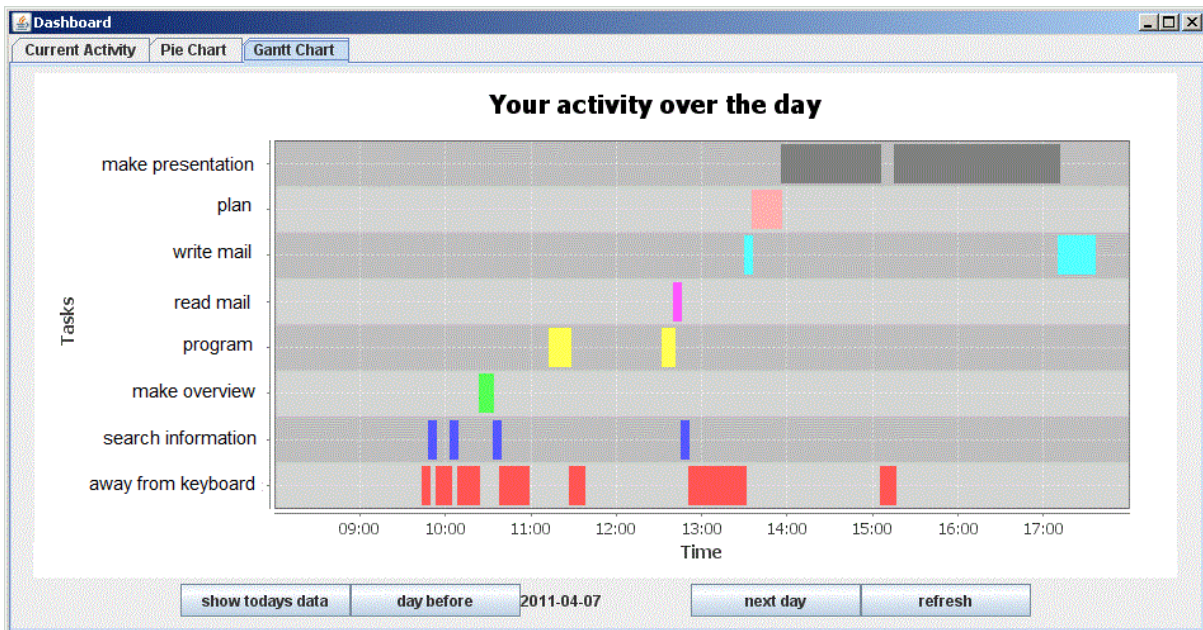 Dashboard
Current Activity Pie Chart Gantt Chart
Your activity over the day
make presentation
plan
write mail
read mail
program
make overview
search information
away from keyboard
Tasks
09:00 10:00 11:00 12:00 13:00 14:00 15:00 16:00 17:00
Time
show todays data day before 2011-04-07 next day refresh